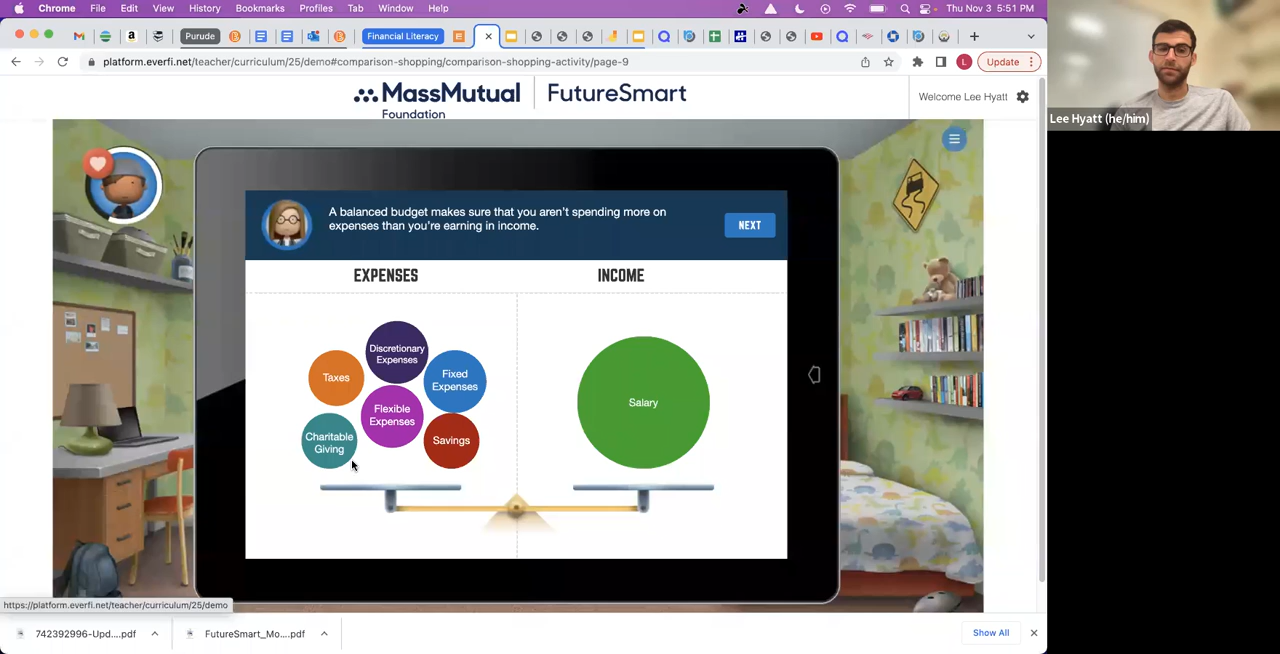 Chrome File Edit View History Bookmarks Profiles Tab Window Help
Thu Nov 3 5:51 PM
Purude
Financial Literacy
platform.everfi.net/teacher/curriculum/25/demo#comparison-shopping/comparison-shopping-activity/page-9
L
Update
MassMutual
Foundation
FutureSmart
Welcome Lee Hyatt
Lee Hyatt (he/him)
A balanced budget makes sure that you aren't spending more on
expenses than you're earning in income.
NEXT
EXPENSES
INCOME
Discretionary
Expenses
Taxes
Fixed
Expenses
Flexible
Expenses
Charitable
Giving
Savings
Salary
https://platform.everfi.net/teacher/curriculum/25/demo
742392996-Upd....pdf
FutureSmart_Mo....pdf
Show All